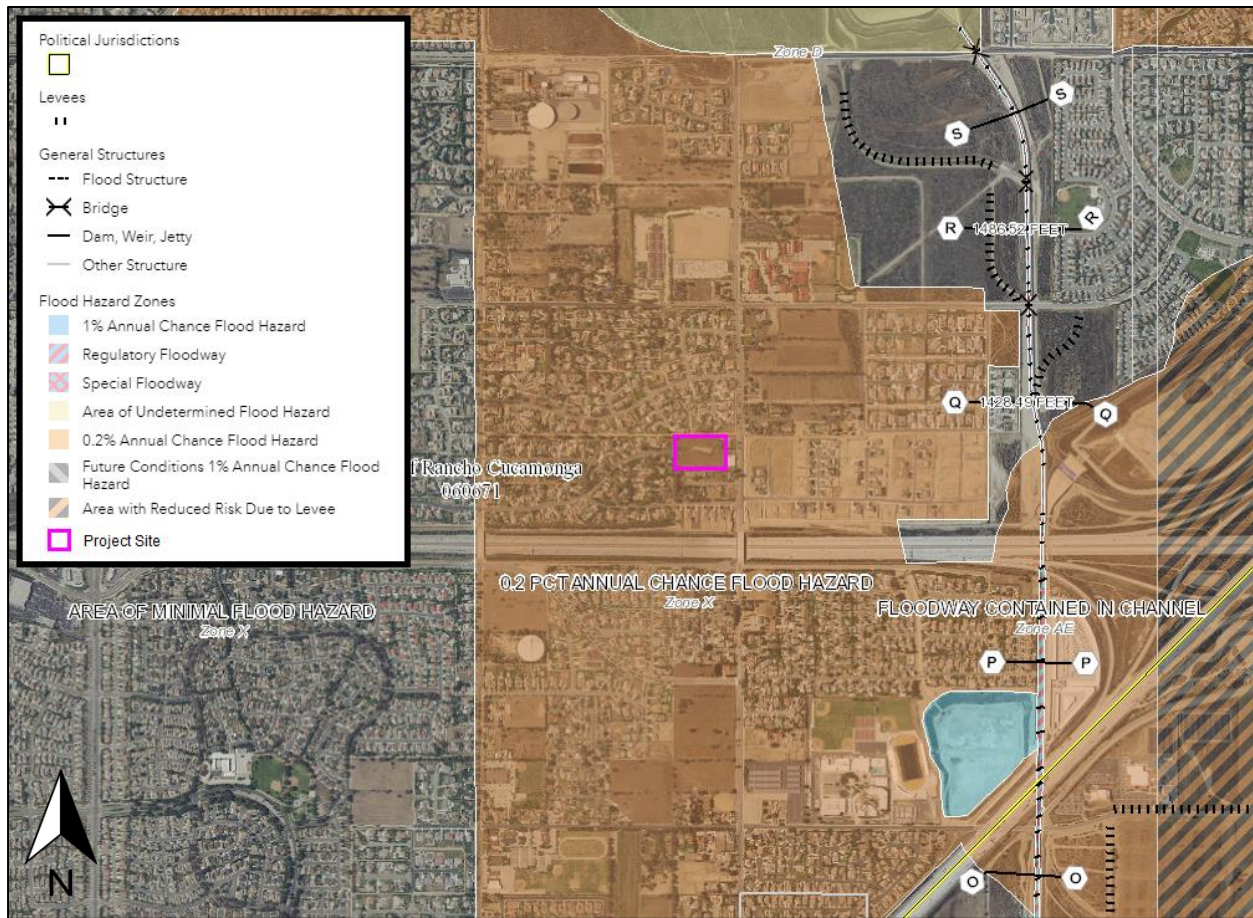 Political Jurisdictions
Levees
General Structures
Flood Structure
Bridge
Dam, Weir, Jetty
Other Structure
Flood Hazard Zones
1% Annual Chance Flood Hazard
Regulatory Floodway
Special Floodway
Area of Undetermined Flood Hazard
0.2% Annual Chance Flood Hazard
Future Conditions 1% Annual Chance Flood
Hazard
Area with Reduced Risk Due to Levee
Project Site
N
Zone D
S
S
R
1486.52 FEET
R
Q
1428.49 FEET
Q
f Rancho Cucamonga
060671
0.2 PCT ANNUAL CHANCE FLOOD HAZARD
Zone X
AREA OF MINIMAL FLOOD HAZARD
Zone X
FLOODWAY CONTAINED IN CHANNEL
Zone AE
P
P
O
O